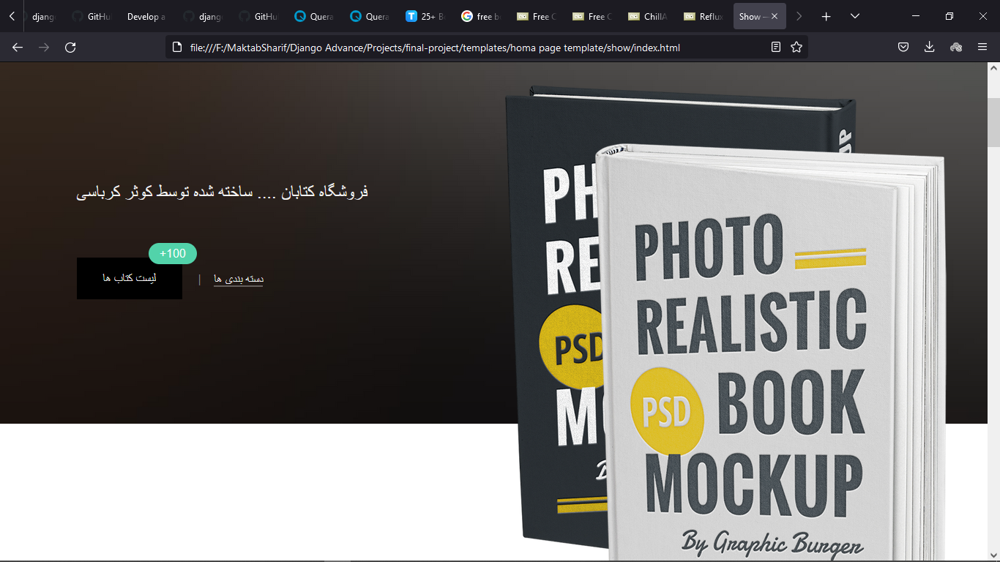 djang
GitHu
Develop a
djang
GitHu
Quera
Quera
25+ B
free b
Free C
Free C
ChillA
Reflux
Show —
file:///F:/MaktabSharif/Django Advance/Projects/final-project/templates/homa page template/show/index.html
فروشگاه کتابان .... ساخته شده توسط کوثر کرباسی
+100
لیست کتاب ها
|
دسته بندی ها
PH
RE
PSD
MO
PHOTO
REALISTIC
PSD
BOOK
MOCKUP
By Graphic Burger